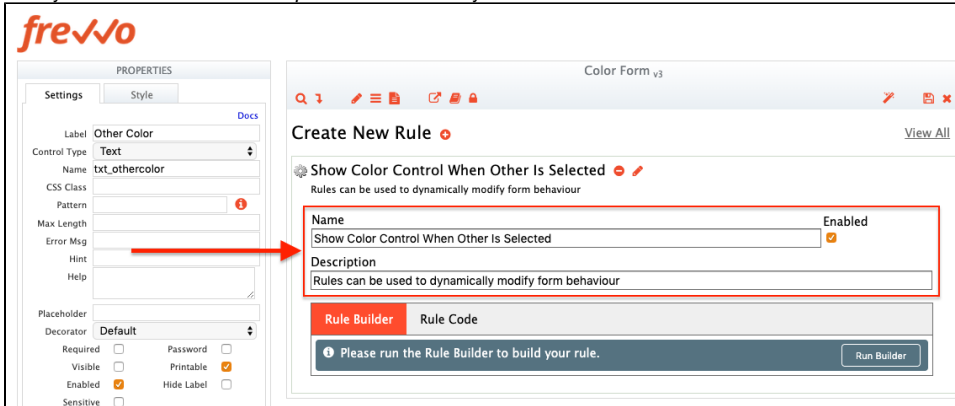 frevvo
PROPERTIES
Settings Style
Docs
Label Other Color
Control Type Text
Name txt_othercolor
CSS Class
Pattern
Max Length
Error Msg
Hint
Help
Placeholder
Decorator Default
Required Password
Visible Printable
Enabled Hide Label
Sensitive
Color Form v3
Create New Rule View All
Show Color Control When Other Is Selected
Rules can be used to dynamically modify form behaviour
Name Enabled
Show Color Control When Other Is Selected
Description
Rules can be used to dynamically modify form behaviour
Rule Builder Rule Code
Please run the Rule Builder to build your rule. Run Builder